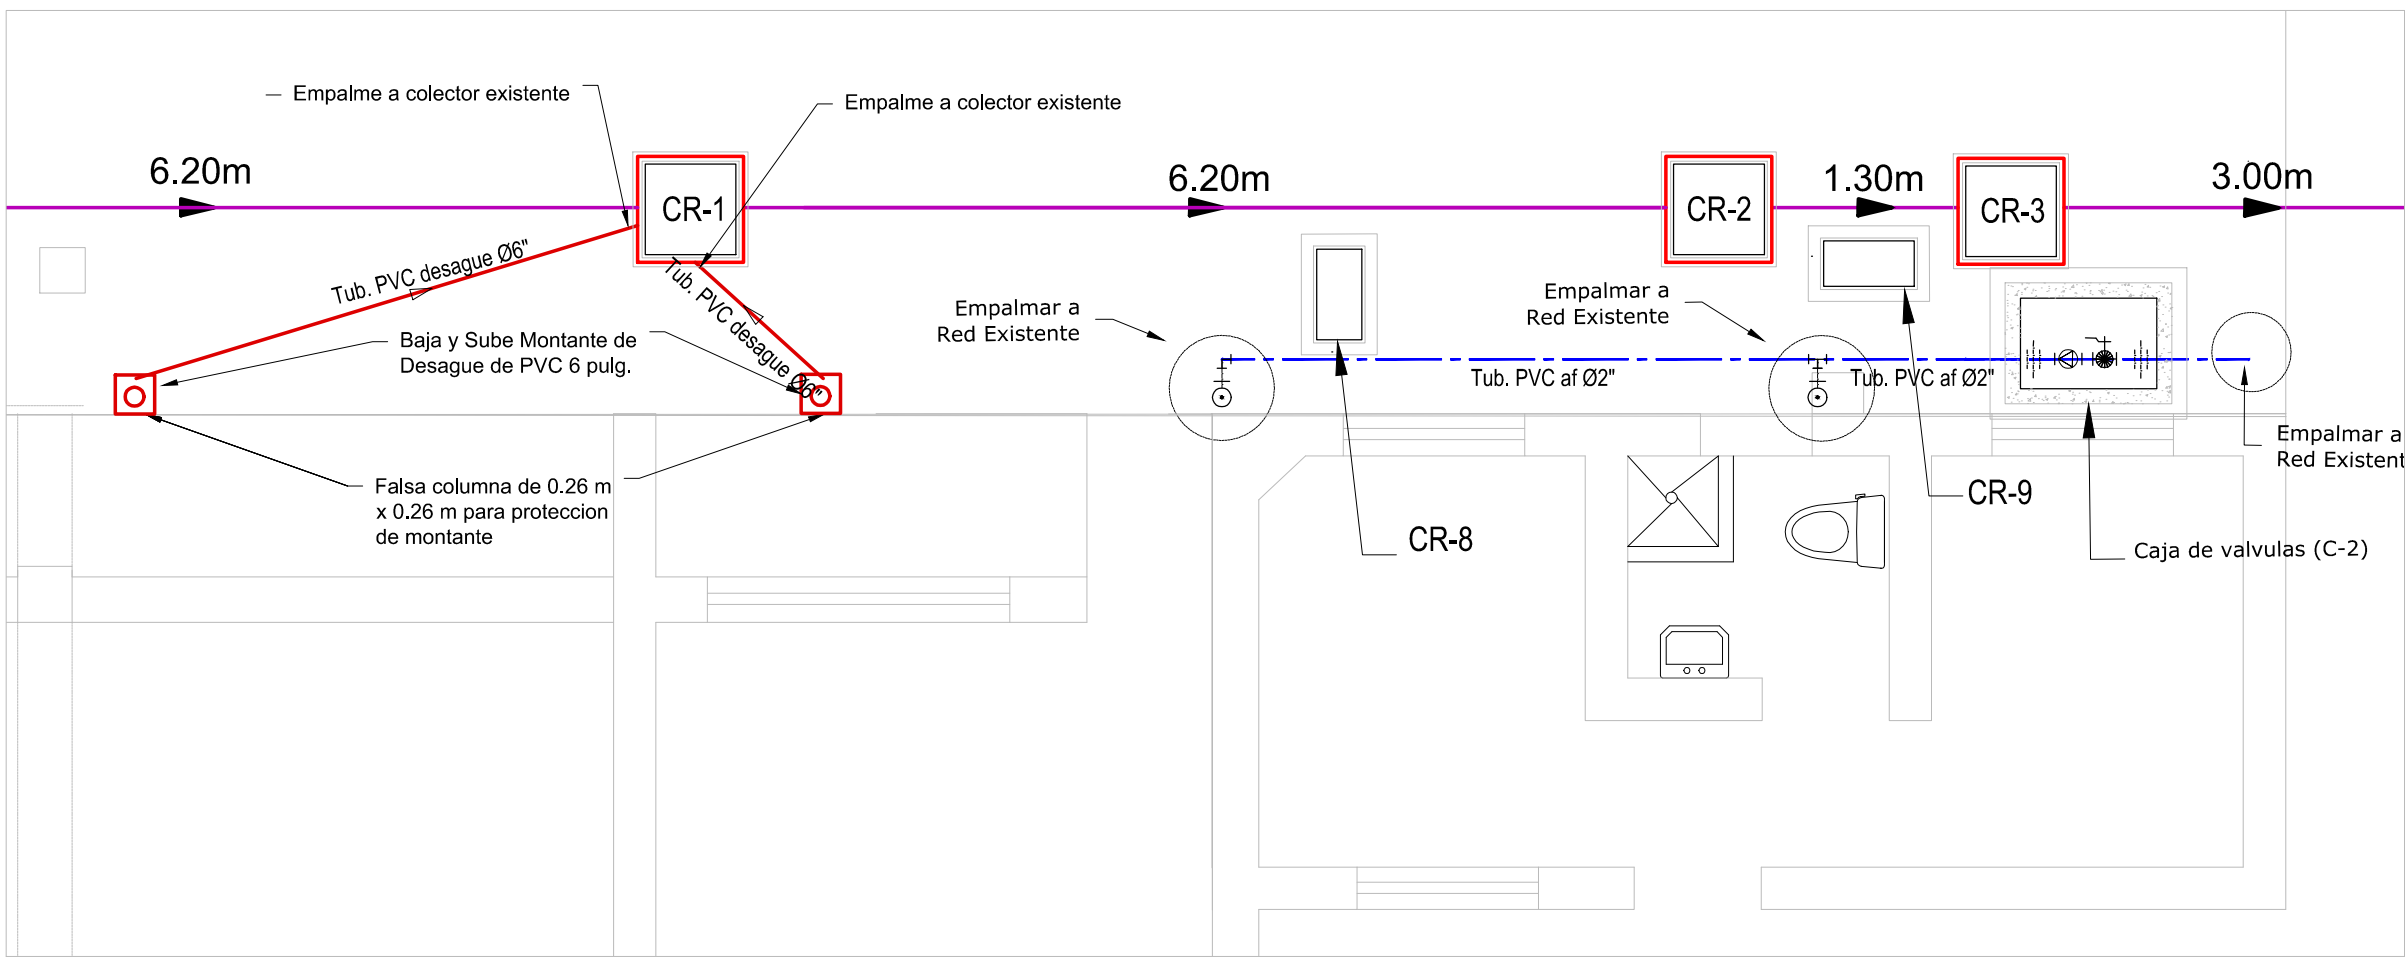 Empalme a colector existente
Empalme a colector existente
6.20m
6.20m
1.30m
3.00m
CR-1
CR-2
CR-3
Tub. PVC desague Ø6"
Tub. PVC desague Ø6"
Baja y Sube Montante de
Desague de PVC 6 pulg.
Empalmar a
Red Existente
Empalmar a
Red Existente
Tub. PVC af Ø2"
Tub. PVC af Ø2"
Empalmar a
Red Existent
Falsa columna de 0.26 m
x 0.26 m para proteccion
de montante
CR-8
CR-9
Caja de valvulas (C-2)